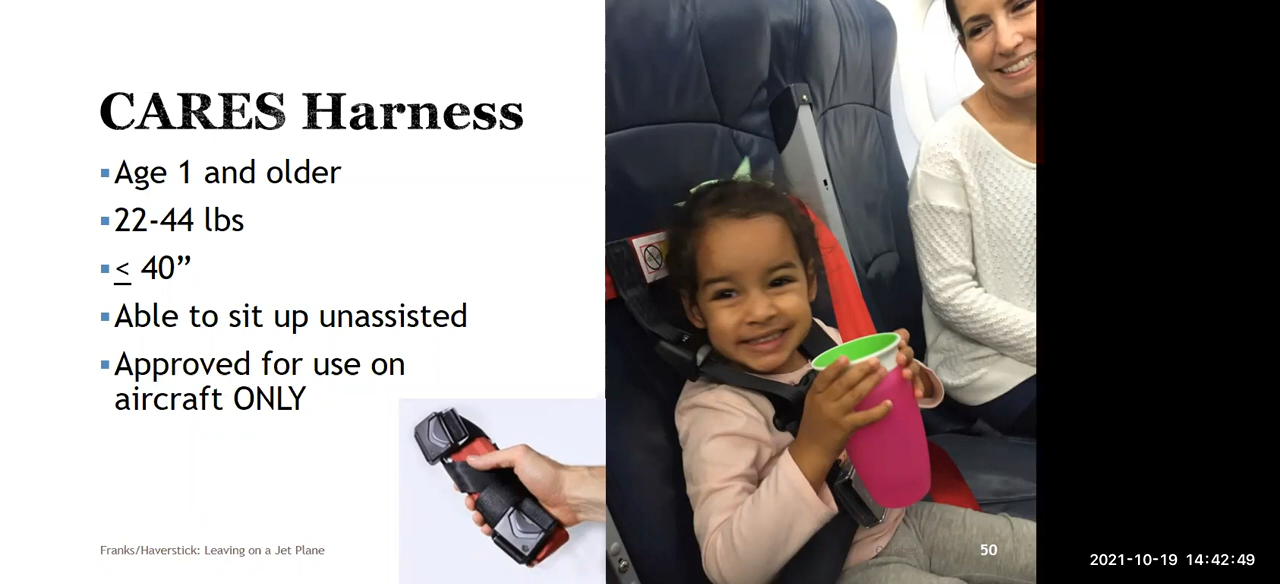 CARES Harness
▪Age 1 and older
▪22-44 lbs
▪≤ 40”
▪Able to sit up unassisted
▪Approved for use on
aircraft ONLY
Franks/Haverstick: Leaving on a Jet Plane
50
2021-10-19 14:42:49